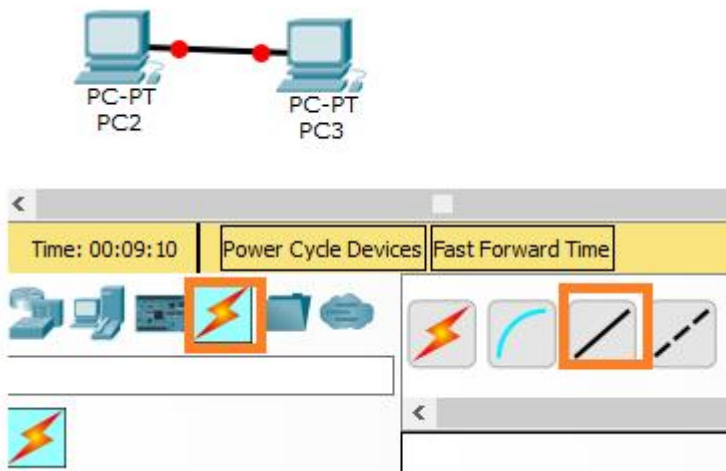 PC-PT
PC2
PC-PT
PC3
Time: 00:09:10
Power Cycle Devices
Fast Forward Time